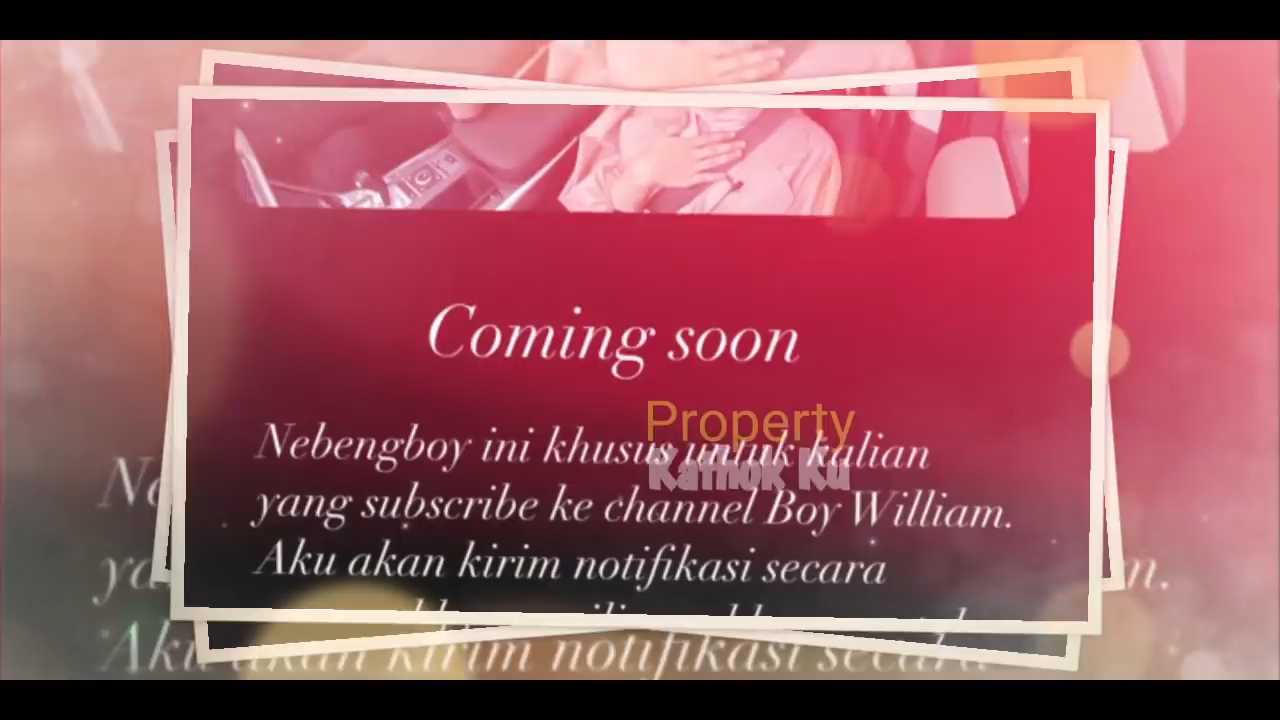 Coming soon
Property
Nebengboy ini khusus untuk kalian
Kathok Ku
yang subscribe ke channel Boy William.
Aku akan kirim notifikasi secara